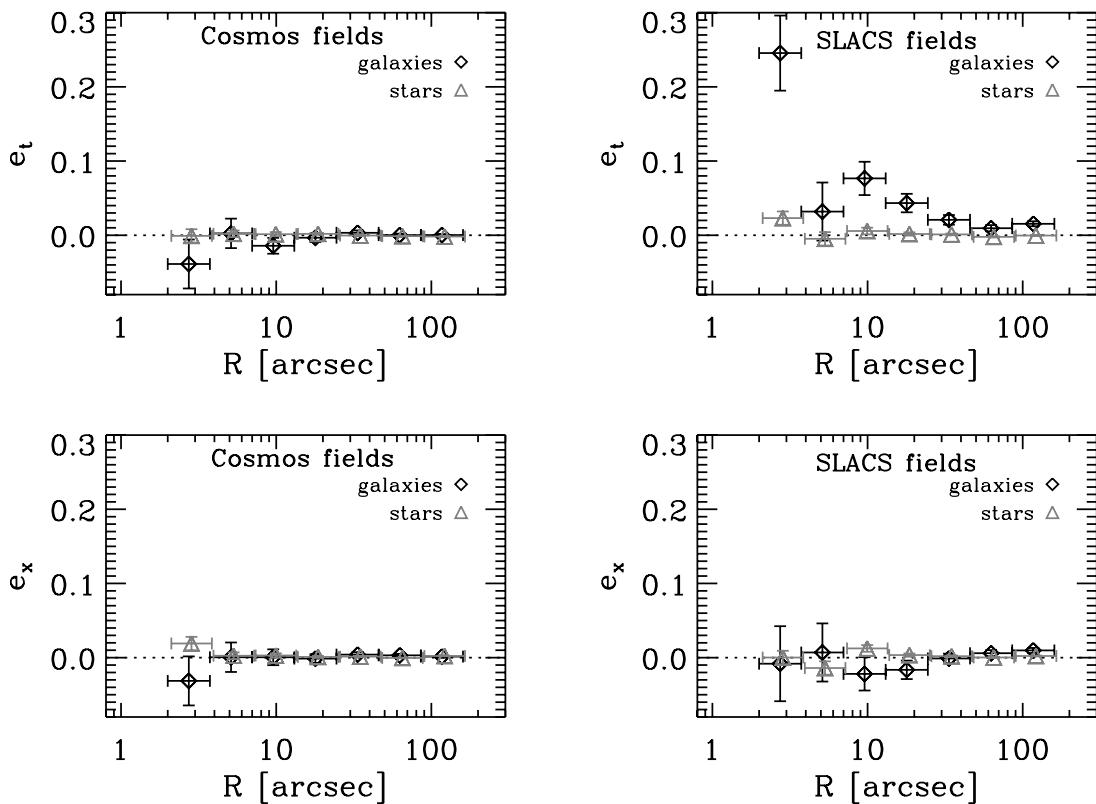 0.3
0.2
0.1
0.0
e_t
Cosmos fields
galaxies
stars
1 10 100
R [arcsec]
0.3
0.2
0.1
0.0
e_t
SLACS fields
galaxies
stars
1 10 100
R [arcsec]
0.3
0.2
0.1
0.0
e_x
Cosmos fields
galaxies
stars
1 10 100
R [arcsec]
0.3
0.2
0.1
0.0
e_x
SLACS fields
galaxies
stars
1 10 100
R [arcsec]